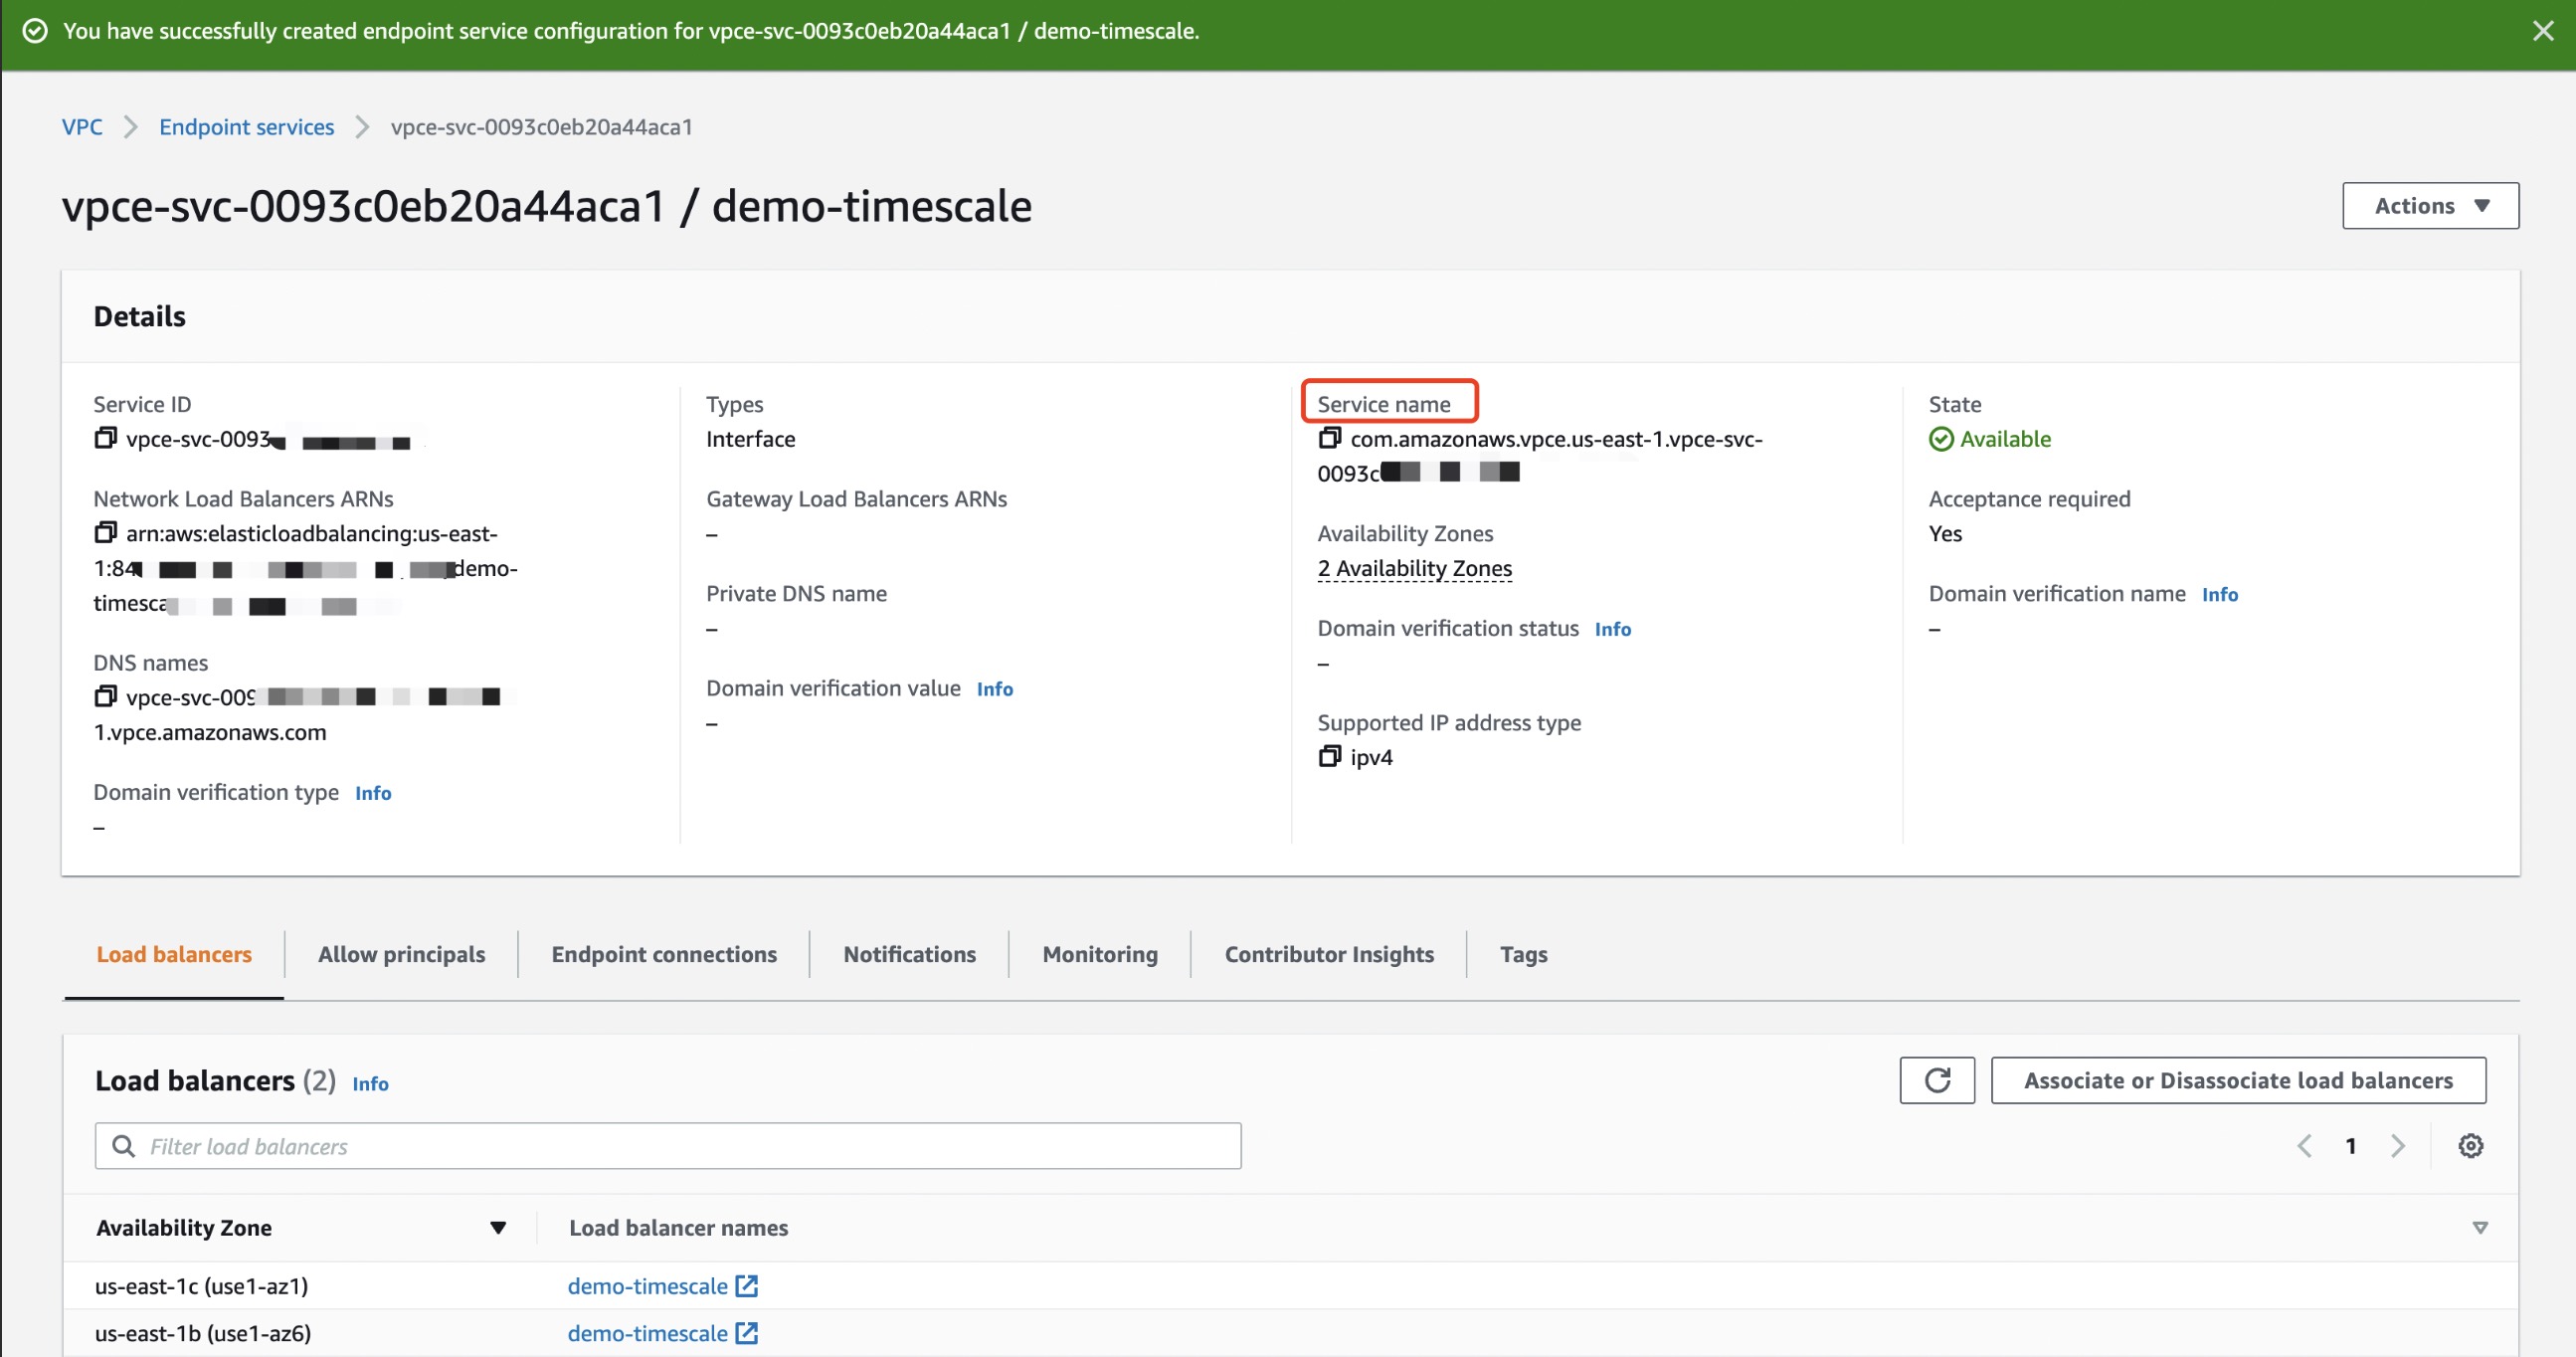 You have successfully created endpoint service configuration for vpce-svc-0093c0eb20a44aca1 / demo-timescale.
VPC
Endpoint services
vpce-svc-0093c0eb20a44aca1
vpce-svc-0093c0eb20a44aca1 / demo-timescale
Actions
Details
Service ID
vpce-svc-0093
Network Load Balancers ARNs
arn:aws:elasticloadbalancing:us-east-
1:84 demo-
timesca
DNS names
vpce-svc-009
1.vpce.amazonaws.com
Domain verification type Info
–
Types
Interface
Gateway Load Balancers ARNs
–
Private DNS name
–
Domain verification value Info
–
Service name
com.amazonaws.vpce.us-east-1.vpce-svc-
0093c
Availability Zones
2 Availability Zones
Domain verification status Info
–
Supported IP address type
ipv4
State
Available
Acceptance required
Yes
Domain verification name Info
–
Load balancers
Allow principals
Endpoint connections
Notifications
Monitoring
Contributor Insights
Tags
Load balancers (2) Info
Associate or Disassociate load balancers
Filter load balancers
1
Availability Zone
Load balancer names
us-east-1c (use1-az1)
demo-timescale
us-east-1b (use1-az6)
demo-timescale